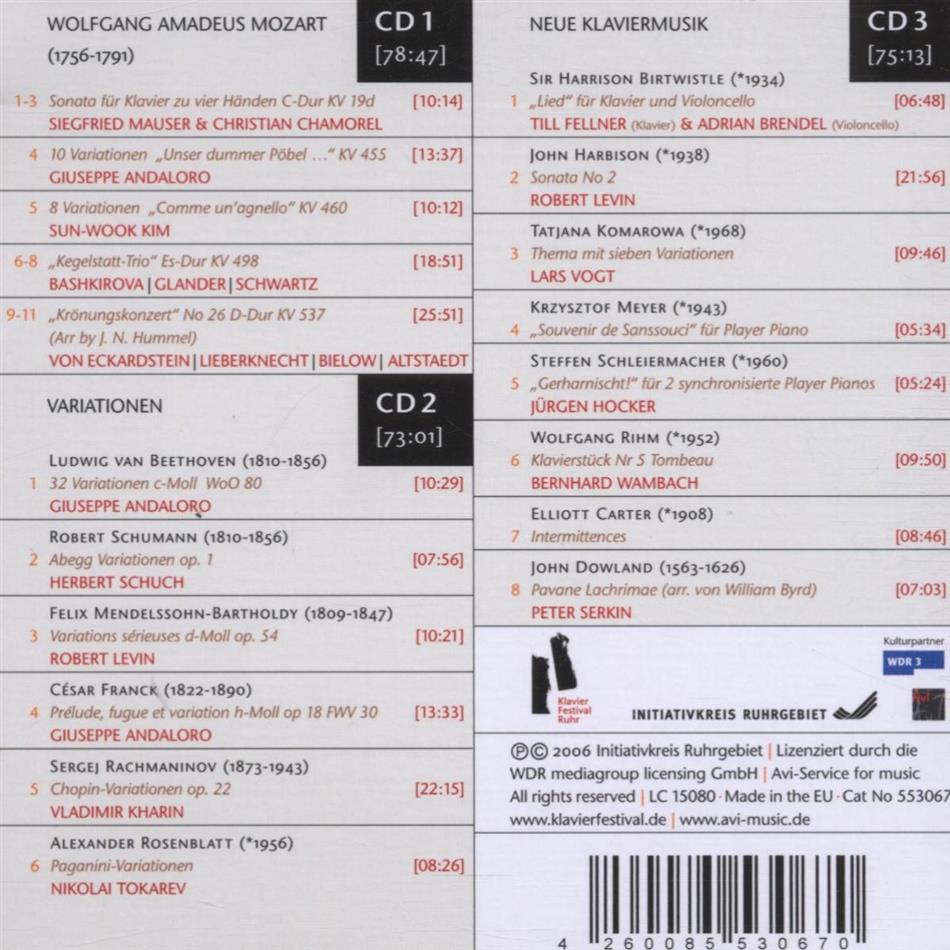 WOLFGANG AMADEUS MOZART
(1756-1791)
CD 1
[78:47]
1-3 Sonata für Klavier zu vier Händen C-Dur KV 19d [10:14]
SIEGFRIED MAUSER & CHRISTIAN CHAMOREL
4 10 Variationen „Unser dummer Pöbel ...“ KV 455 [13:37]
GIUSEPPE ANDALORO
5 8 Variationen „Comme un'agnello“ KV 460 [10:12]
SUN-WOOK KIM
6-8 „Kegelstatt-Trio“ Es-Dur KV 498 [18:51]
BASHKIROVA | GLANDER | SCHWARTZ
9-11 „Krönungskonzert“ No 26 D-Dur KV 537 [25:51]
(Arr by J. N. Hummel)
VON ECKARDSTEIN | LIEBERKNECHT | BIELOW | ALTSTAEDT
VARIATIONEN
CD 2
[73:01]
LUDWIG VAN BEETHOVEN (1810-1856)
1 32 Variationen c-Moll WoO 80 [10:29]
GIUSEPPE ANDALORO
ROBERT SCHUMANN (1810-1856)
2 Abegg Variationen op. 1 [07:56]
HERBERT SCHUCH
FELIX MENDELSSOHN-BARTHOLDY (1809-1847)
3 Variations sérieuses d-Moll op. 54 [10:21]
ROBERT LEVIN
CÉSAR FRANCK (1822-1890)
4 Prélude, fugue et variation h-Moll op 18 FWV 30 [13:33]
GIUSEPPE ANDALORO
SERGEJ RACHMANINOV (1873-1943)
5 Chopin-Variationen op. 22 [22:15]
VLADIMIR KHARIN
ALEXANDER ROSENBLATT (*1956)
6 Paganini-Variationen [08:26]
NIKOLAI TOKAREV
NEUE KLAVIERMUSIK
CD 3
[75:13]
SIR HARRISON BIRTWISTLE (*1934)
1 „Lied“ für Klavier und Violoncello [06:48]
TILL FELLNER (Klavier) & ADRIAN BRENDEL (Violoncello)
JOHN HARBISON (*1938)
2 Sonata No 2 [21:56]
ROBERT LEVIN
TATJANA KOMAROWA (*1968)
3 Thema mit sieben Variationen [09:46]
LARS VOGT
KRZYSZTOF MEYER (*1943)
4 „Souvenir de Sanssouci“ für Player Piano [05:34]
STEFFEN SCHLEIERMACHER (*1960)
5 „Gerharnischt!“ für 2 synchronisierte Player Pianos [05:24]
JÜRGEN HOCKER
WOLFGANG RIHM (*1952)
6 Klavierstück Nr 5 Tombeau [09:50]
BERNHARD WAMBACH
ELLIOTT CARTER (*1908)
7 Intermittences [08:46]
JOHN DOWLAND (1563-1626)
8 Pavane Lachrimae (arr. von William Byrd) [07:03]
PETER SERKIN
Klavier
Festival
Ruhr
INITIATIVKREIS RUHRGEBIET
Kulturpartner
WDR 3
Avi
℗© 2006 Initiativkreis Ruhrgebiet | Lizenziert durch die
WDR mediagroup licensing GmbH | Avi-Service for music
All rights reserved | LC 15080 · Made in the EU · Cat No 553067
www.klavierfestival.de | www.avi-music.de
4 260085 530670